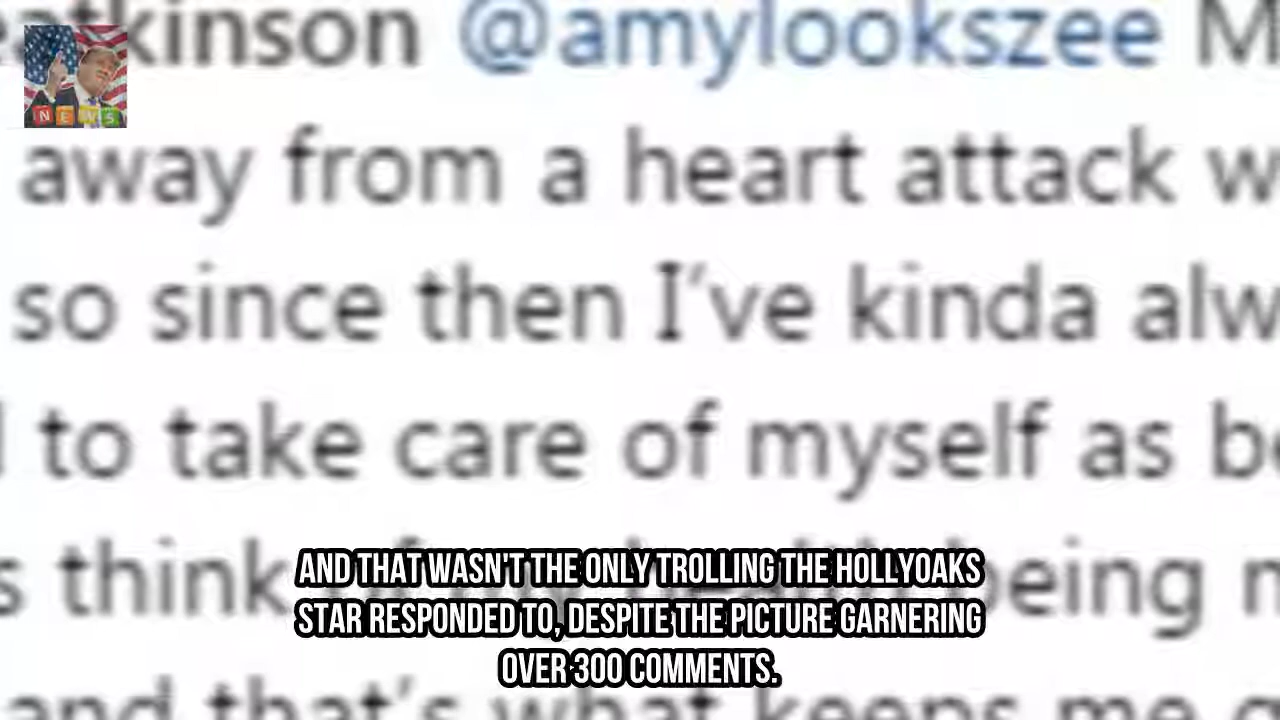 eatkinson @amylookszee M
NEWS
away from a heart attack w
so since then I've kinda alw
to take care of myself as be
s think being n
AND THAT WASN'T THE ONLY TROLLING THE HOLLYOAKS
STAR RESPONDED TO, DESPITE THE PICTURE GARNERING
OVER 300 COMMENTS.
and that's what keeps me g